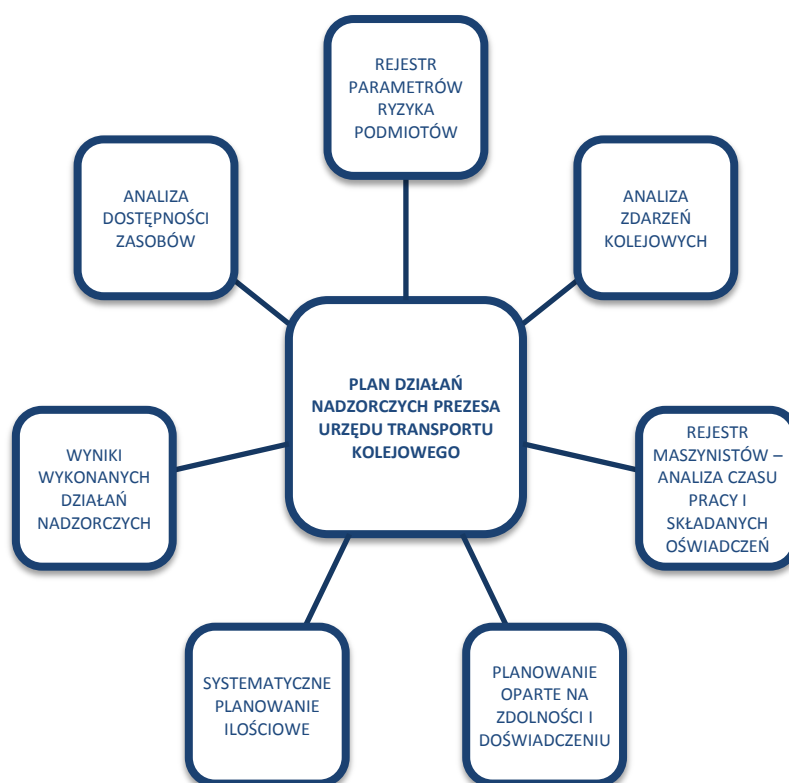 REJESTR
PARAMETRÓW
RYZYKA
PODMIOTÓW
ANALIZA
DOSTĘPNOŚCI
ZASOBÓW
ANALIZA
ZDARZEŃ
KOLEJOWYCH
PLAN DZIAŁAŃ
NADZORCZYCH PREZESA
URZĘDU TRANSPORTU
KOLEJOWEGO
WYNIKI
WYKONANYCH
DZIAŁAŃ
NADZORCZYCH
REJESTR
MASZYNISTÓW –
ANALIZA CZASU
PRACY I
SKŁADANYCH
OŚWIADCZEŃ
SYSTEMATYCZNE
PLANOWANIE
ILOŚCIOWE
PLANOWANIE
OPARTE NA
ZDOLNOŚCI I
DOŚWIADCZENIU